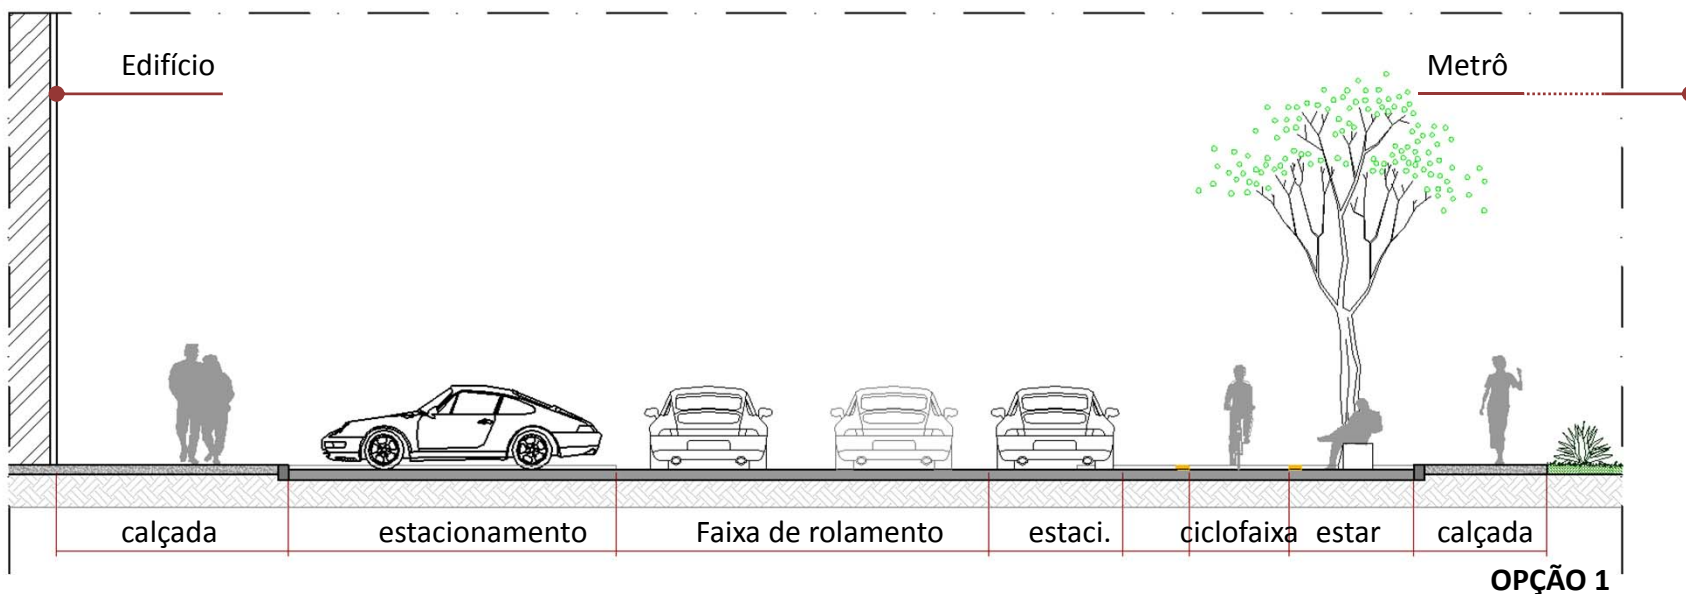 Edifício
Metrô
calçada
estacionamento
Faixa de rolamento
estaci.
ciclofaixa
estar
calçada
OPÇÃO 1